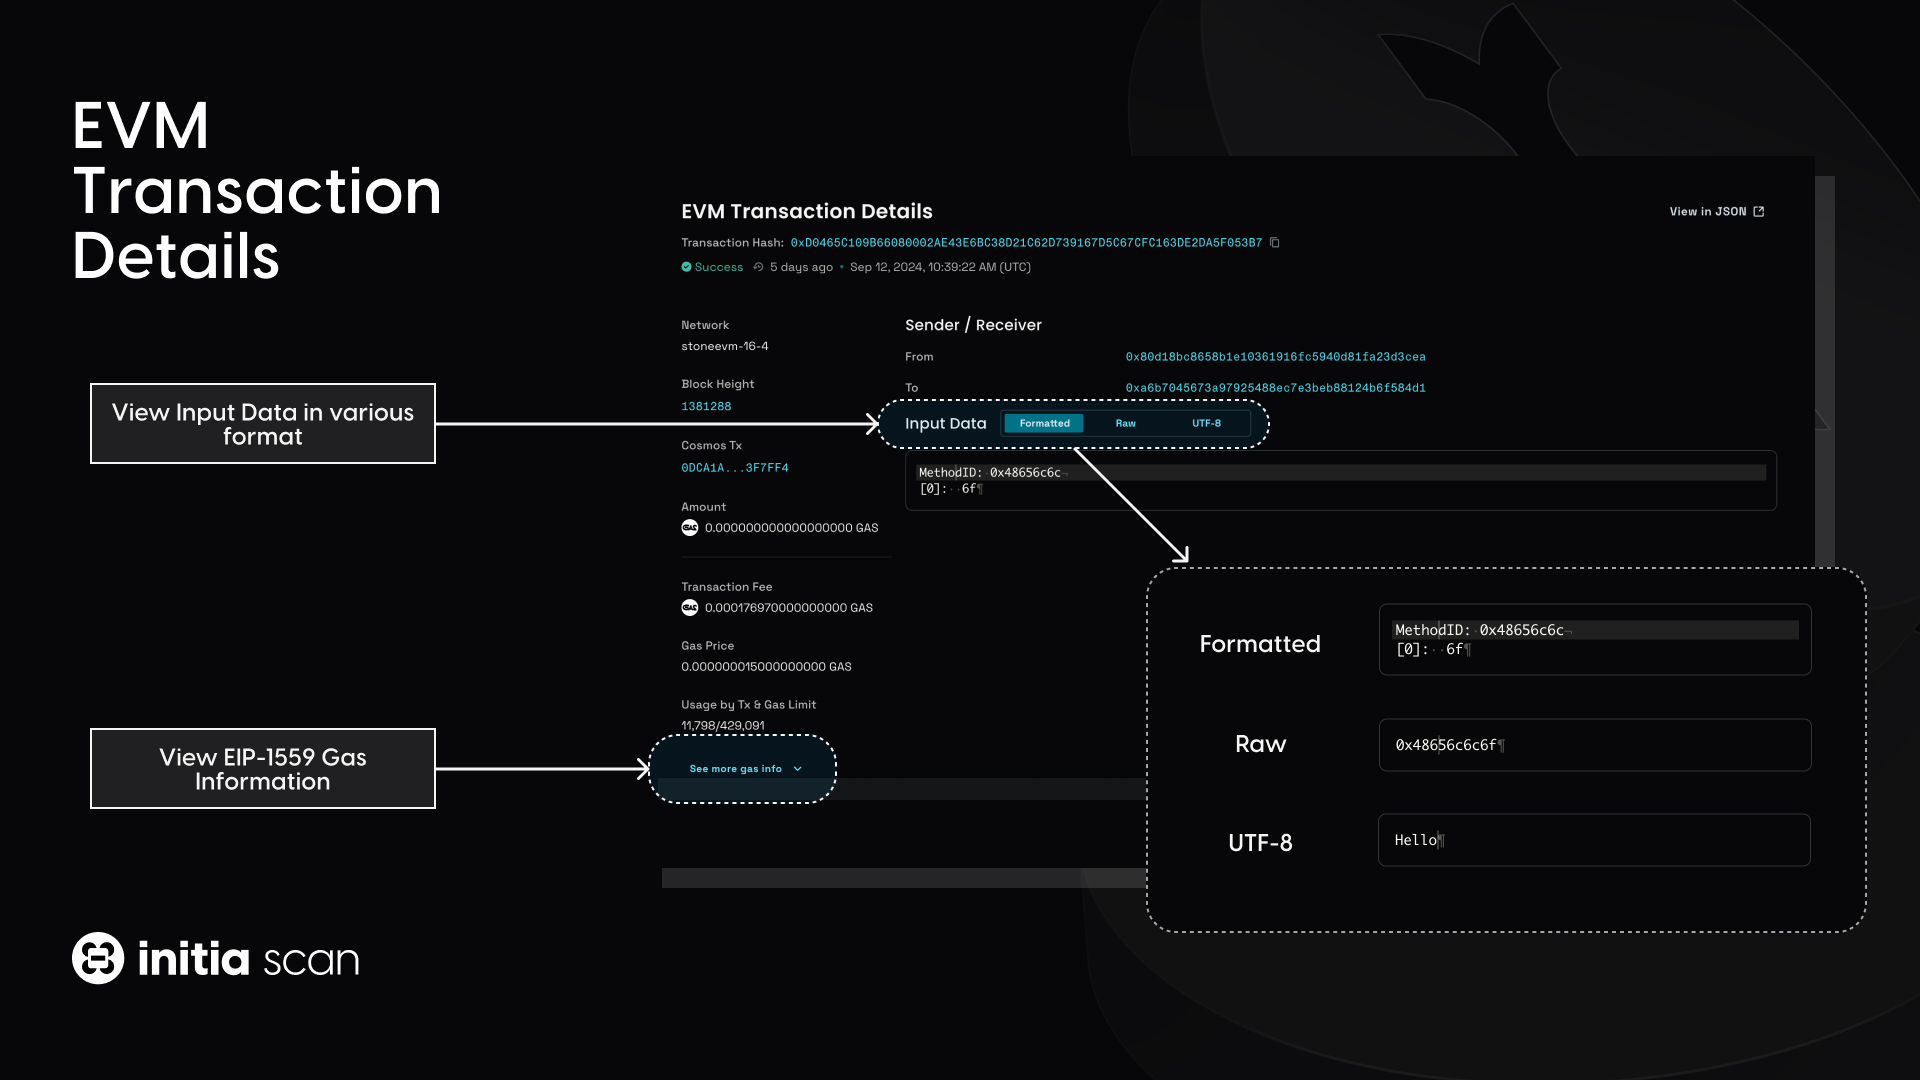 EVM
Transaction
Details
EVM Transaction Details
View in JSON
Transaction Hash: 0xD0465C109B66080002AE43E6BC38D21C62D739167D5C67CFC163DE2DA5F053B7
Success 5 days ago • Sep 12, 2024, 10:39:22 AM (UTC)
Network
stoneevm-16-4
Block Height
1381288
Cosmos Tx
0DCA1A...3F7FF4
Amount
GAS 0.000000000000000000 GAS
Transaction Fee
GAS 0.000176970000000000 GAS
Gas Price
0.000000015000000000 GAS
Usage by Tx & Gas Limit
11,798/429,091
See more gas info
Sender / Receiver
From 0x80d18bc8658b1e10361916fc5940d81fa23d3cea
To 0xa6b7045673a97925488ec7e3beb88124b6f584d1
Input Data Formatted Raw UTF-8
MethodID: 0x48656c6c¬
[0]:··6f¶
View Input Data in various
format
View EIP-1559 Gas
Information
Formatted
MethodID:·0x48656c6c¬
[0]:··6f¶
Raw
0x48656c6c6f¶
UTF-8
Hello¶
initia scan